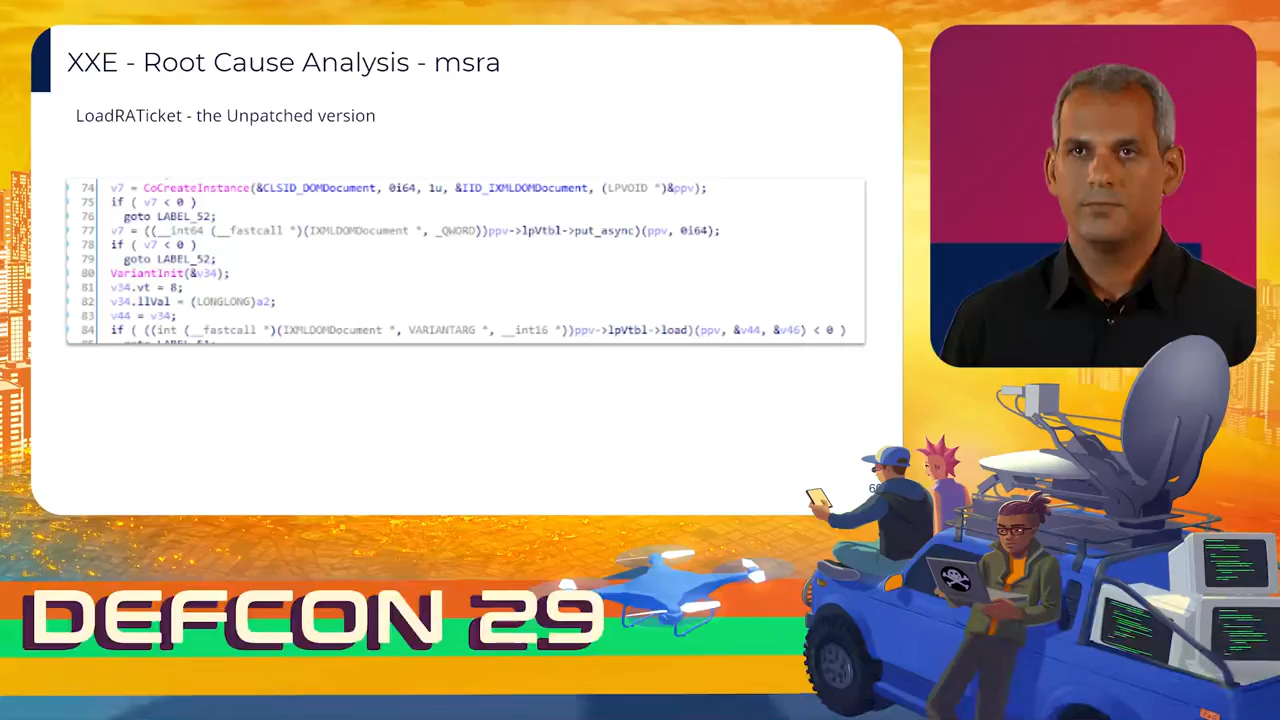 XXE - Root Cause Analysis - msra
LoadRATicket - the Unpatched version
74 v7 = CoCreateInstance(&CLSID_DOMDocument, 0i64, 1u, &IID_IXMLDOMDocument, (LPVOID *)&ppv);
75 if ( v7 < 0 )
76 goto LABEL_52;
77 v7 = ((__int64 (__fastcall *)(IXMLDOMDocument *, _QWORD))ppv->lpVtbl->put_async)(ppv, 0i64);
78 if ( v7 < 0 )
79 goto LABEL_52;
80 VariantInit(&v34);
81 v34.vt = 8;
82 v34.llVal = (LONGLONG)a2;
83 v44 = v34;
84 if ( ((int (__fastcall *)(IXMLDOMDocument *, VARIANTARG *, __int16 *))ppv->lpVtbl->load)(ppv, &v44, &v46) < 0 )
DEFCON 29